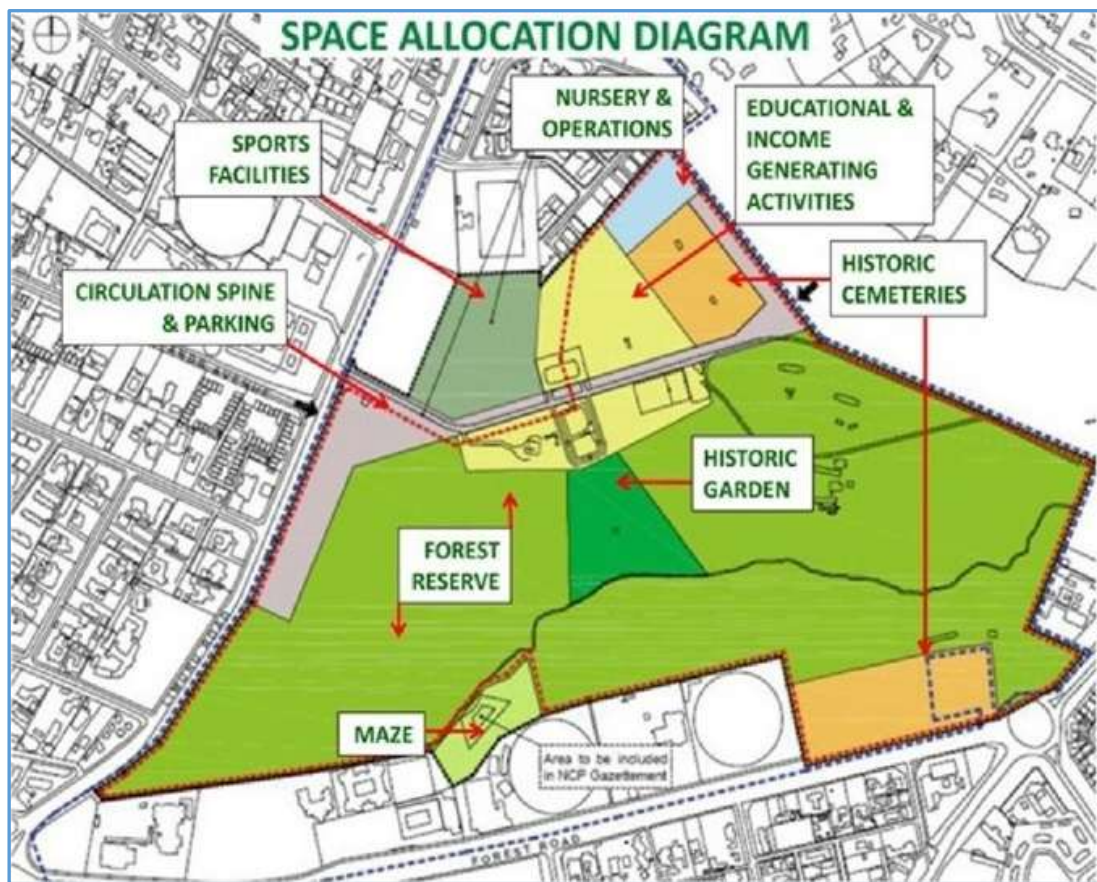 SPACE ALLOCATION DIAGRAM
NURSERY &
OPERATIONS
EDUCATIONAL &
INCOME
GENERATING
ACTIVITIES
SPORTS
FACILITIES
HISTORIC
CEMETERIES
CIRCULATION SPINE
& PARKING
HISTORIC
GARDEN
FOREST
RESERVE
MAZE
Area to be included
in NCP Gazettement
FOREST ROAD